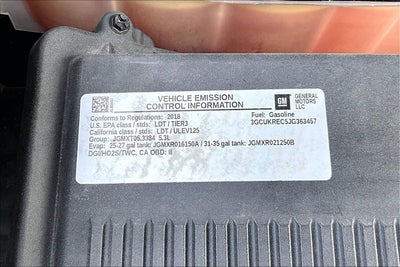 VEHICLE EMISSION
CONTROL INFORMATION
GM
GENERAL
MOTORS
LLC
Conforms to Regulations: 2018
Fuel: Gasoline
U.S. EPA class / stds: LDT / TIER3
3GCUKREC5JG363457
California class / stds: LDT / ULEV125
Group: JGMXT05.3384 5.3L
Evap: 25-27 gal tank: JGMXR016150A / 31-35 gal tank: JGMXR021250B
DGI/HO2S/TWC, CA OBD: II